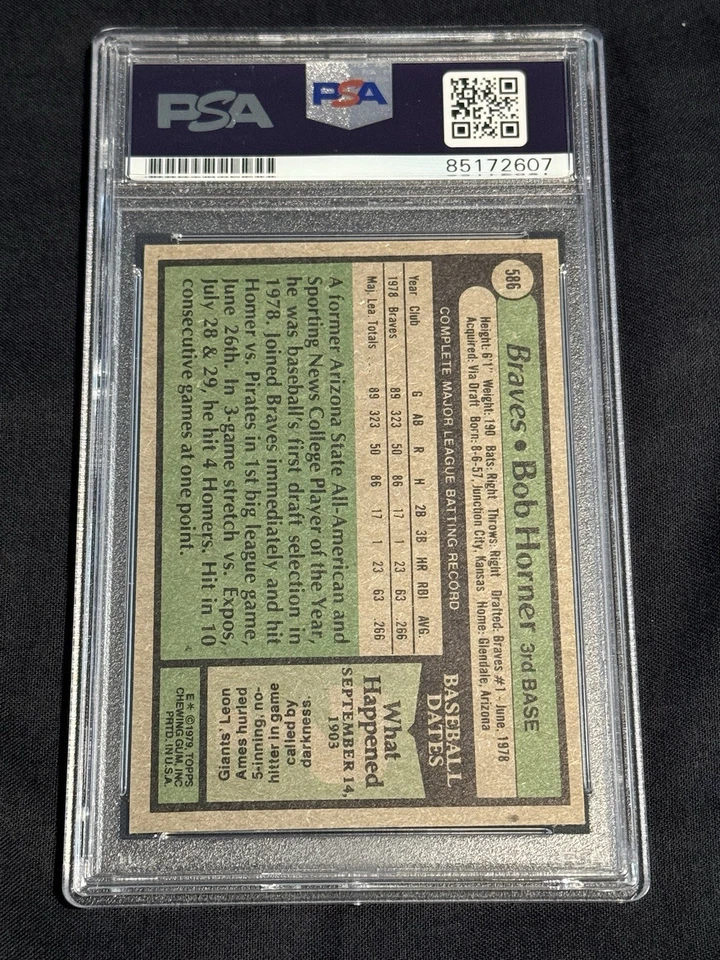 PSA
PSA
85172607
586
Braves • Bob Horner 3rd BASE
Height: 6'1" Weight: 190 Bats: Right Throws: Right Drafted: Braves #1 - June, 1978
Acquired: Via Draft Born: 8-6-57, Junction City, Kansas Home: Glendale, Arizona
COMPLETE MAJOR LEAGUE BATTING RECORD
Year Club G AB R H 2B 3B HR RBI AVG.
1978 Braves 89 323 50 86 17 1 23 63 .266
Maj. Lea. Totals 89 323 50 86 17 1 23 63 .266
A former Arizona State All-American and
Sporting News College Player of the Year,
he was baseball's first draft selection in
1978. Joined Braves immediately and hit
Homer vs. Pirates in 1st big league game,
June 26th. In 3-game stretch vs. Expos,
July 28 & 29, he hit 4 Homers. Hit in 10
consecutive games at one point.
BASEBALL
DATES
What
Happened
SEPTEMBER 14,
1903
Giants' Leon
Ames hurled
5-inning, no-
hitter in game
called by
darkness.
E* ©1979, TOPPS
CHEWING GUM, INC
PRTD. IN U.S.A.